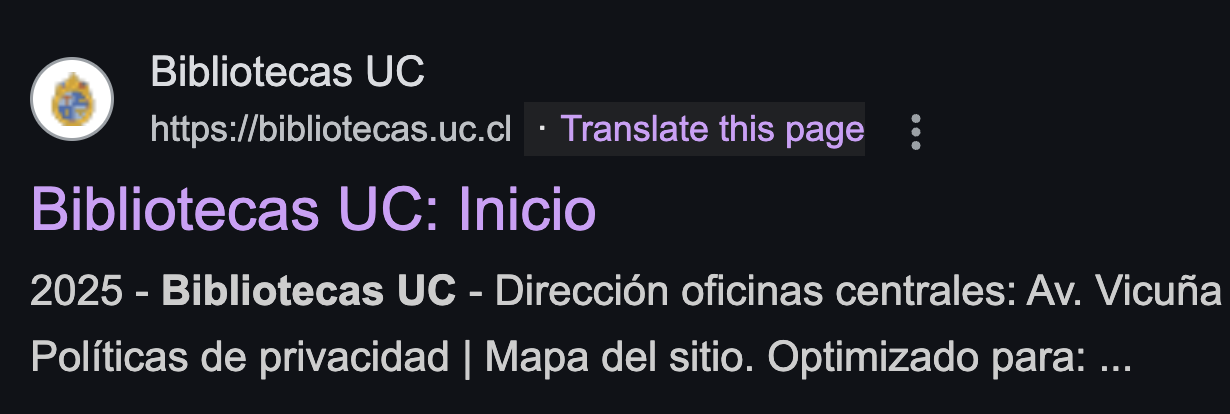 Bibliotecas UC
https://bibliotecas.uc.cl · Translate this page
Bibliotecas UC: Inicio
2025 - Bibliotecas UC - Dirección oficinas centrales: Av. Vicuña
Políticas de privacidad | Mapa del sitio. Optimizado para: ...